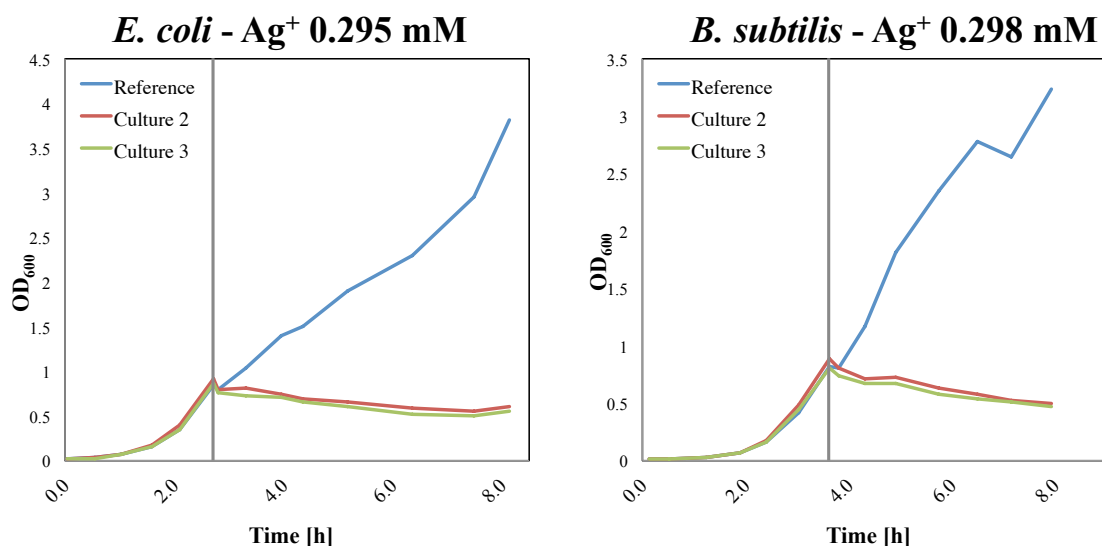 E. coli - Ag⁺ 0.295 mM
4.5
4
3.5
3
2.5
2
1.5
1
0.5
0
OD₆₀₀
Reference
Culture 2
Culture 3
0.0
2.0
4.0
6.0
8.0
Time [h]
B. subtilis - Ag⁺ 0.298 mM
3.5
3
2.5
2
1.5
1
0.5
0
OD₆₀₀
Reference
Culture 2
Culture 3
0.0
2.0
4.0
6.0
8.0
Time [h]